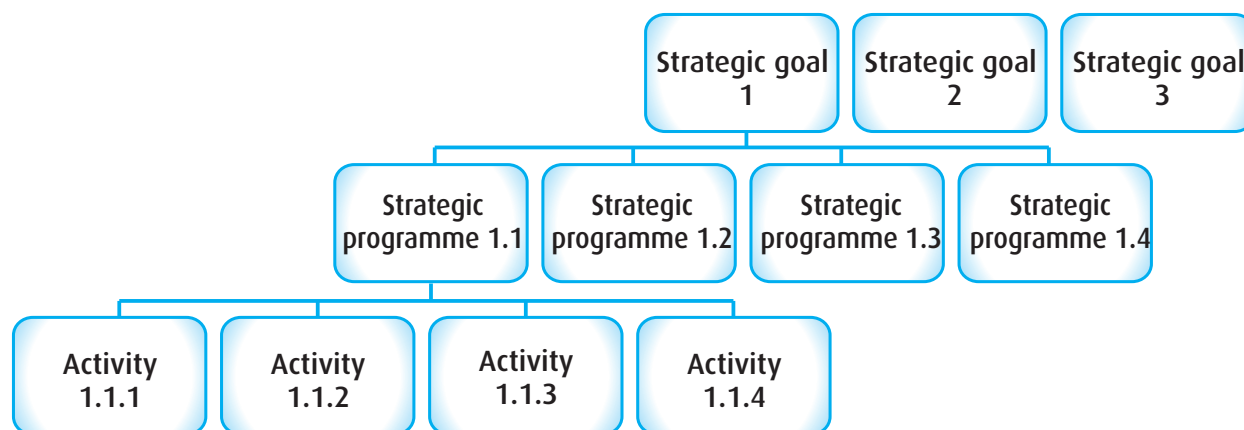 Strategic goal
1
Strategic goal
2
Strategic goal
3
Strategic
programme 1.1
Strategic
programme 1.2
Strategic
programme 1.3
Strategic
programme 1.4
Activity
1.1.1
Activity
1.1.2
Activity
1.1.3
Activity
1.1.4